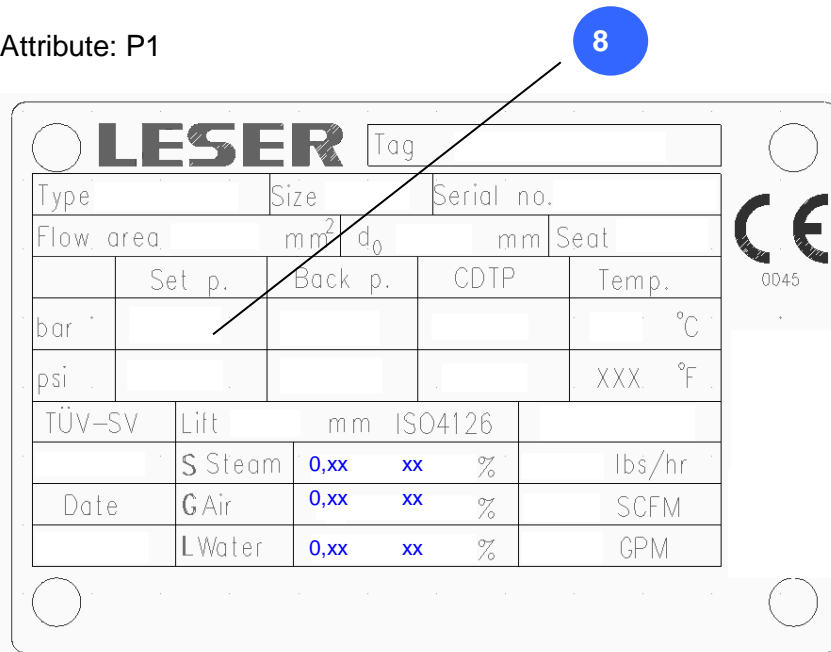 Attribute: P1
8
LESER Tag
Type Size Serial no.
Flow area mm² d₀ mm Seat
Set p. Back p. CDTP Temp.
0045
bar °C
psi XXX °F
TÜV-SV Lift mm ISO4126
S Steam 0,xx xx % lbs/hr
Date G Air 0,xx xx % SCFM
L Water 0,xx xx % GPM
CE